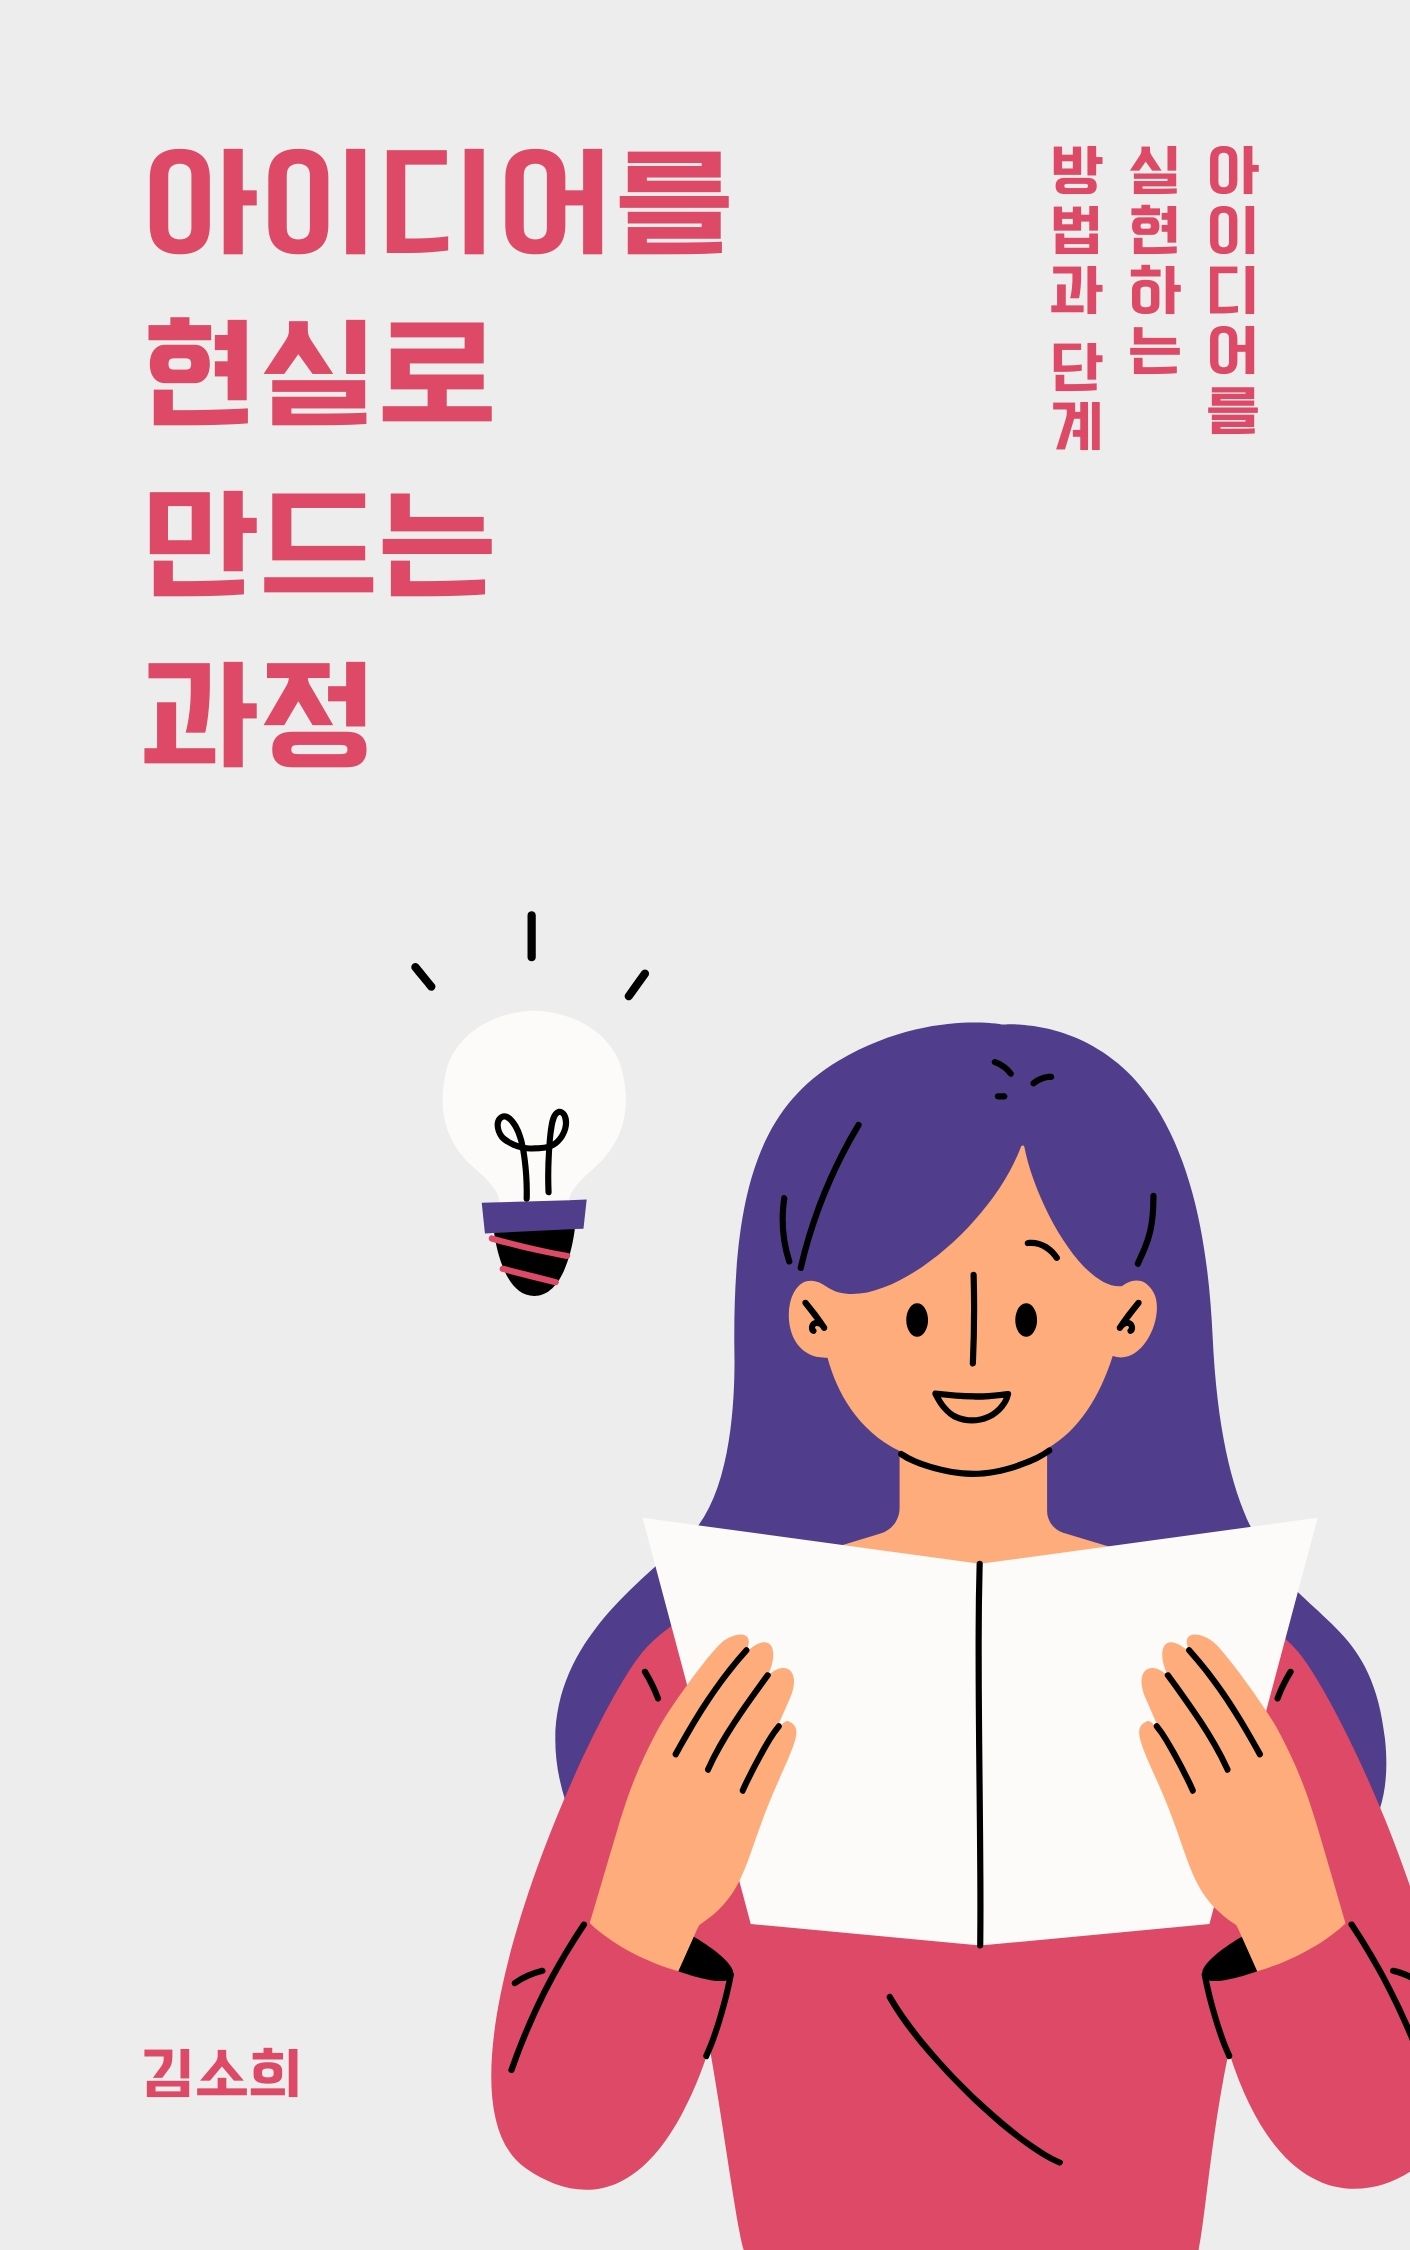 아이디어를
현실로
만드는
과정
아이디어를
실현하는
방법과 단계
김소희